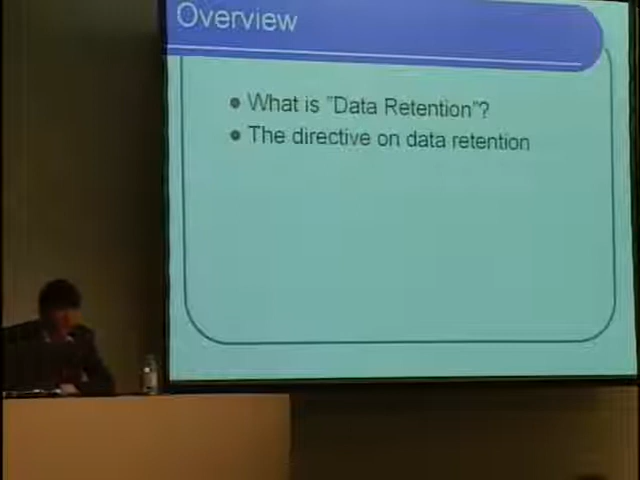 Overview
What is "Data Retention"?
The directive on data retention